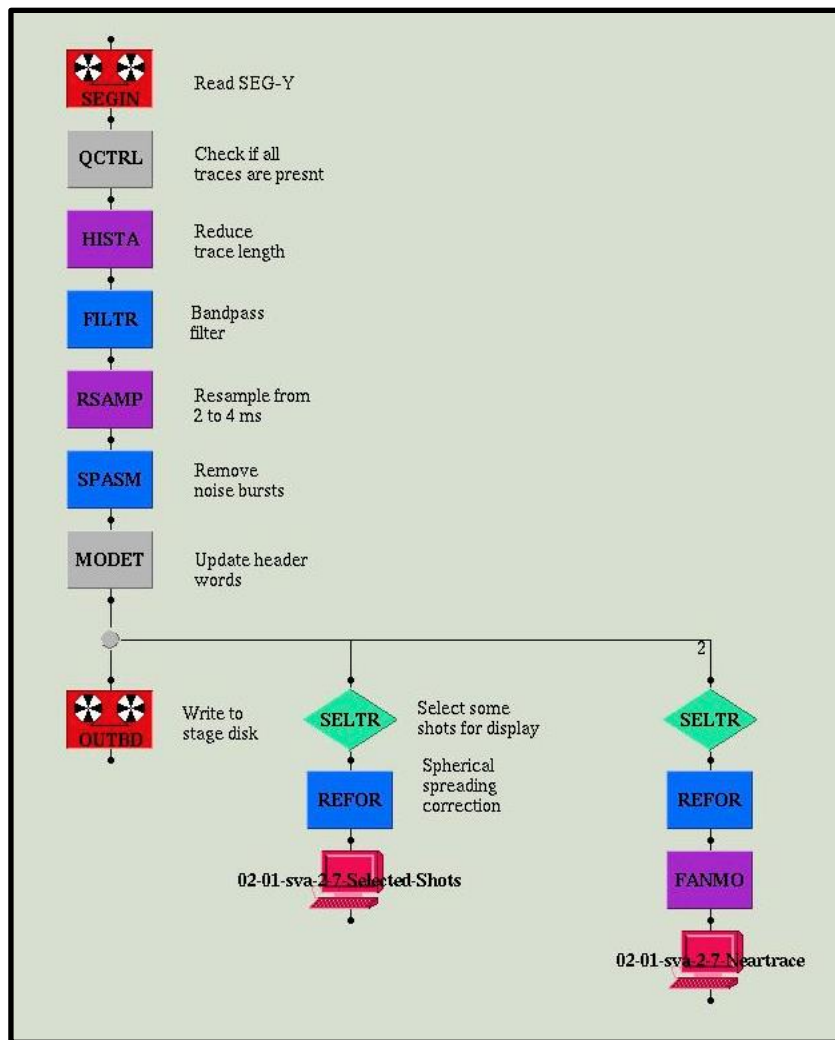 SEGIN
Read SEG-Y
QCTRL
Check if all
traces are presnt
HISTA
Reduce
trace length
FILTR
Bandpass
filter
RSAMP
Resample from
2 to 4 ms
SPASM
Remove
noise bursts
MODET
Update header
words
2
OUTBD
Write to
stage disk
SELTR
Select some
shots for display
SELTR
REFOR
Spherical
spreading
correction
REFOR
02-01-sva-2-7-Selected-Shots
FANMO
02-01-sva-2-7-Neartrace